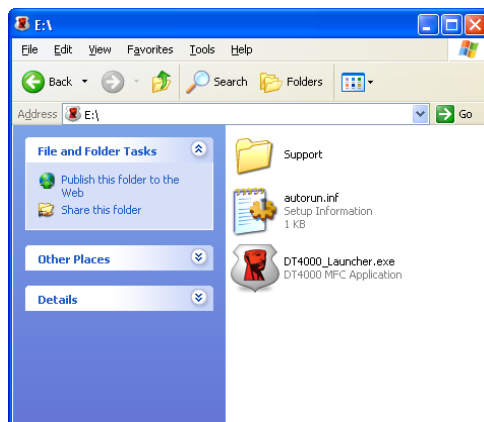 E:\
File Edit View Favorites Tools Help
Back Search Folders
Address E:\ Go
File and Folder Tasks
Publish this folder to the
Web
Share this folder
Other Places
Details
Support
autorun.inf
Setup Information
1 KB
DT4000_Launcher.exe
DT4000 MFC Application